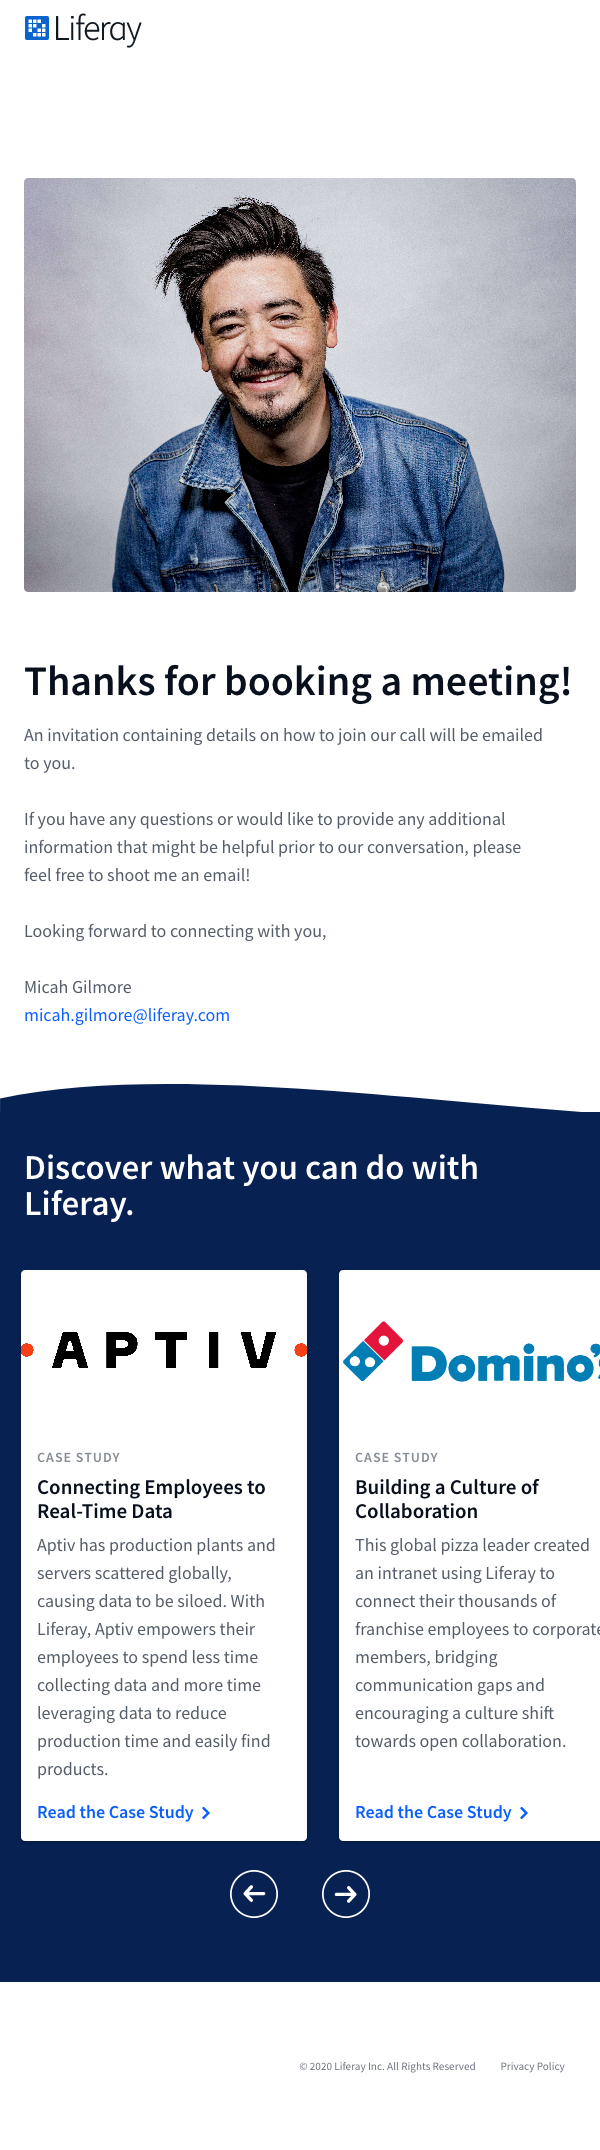 Liferay
Thanks for booking a meeting!
An invitation containing details on how to join our call will be emailed
to you.
If you have any questions or would like to provide any additional
information that might be helpful prior to our conversation, please
feel free to shoot me an email!
Looking forward to connecting with you,
Micah Gilmore
micah.gilmore@liferay.com
Discover what you can do with
Liferay.
APTIV
CASE STUDY
Connecting Employees to
Real-Time Data
Aptiv has production plants and
servers scattered globally,
causing data to be siloed. With
Liferay, Aptiv empowers their
employees to spend less time
collecting data and more time
leveraging data to reduce
production time and easily find
products.
Read the Case Study
Domino's
CASE STUDY
Building a Culture of
Collaboration
This global pizza leader created
an intranet using Liferay to
connect their thousands of
franchise employees to corporate
members, bridging
communication gaps and
encouraging a culture shift
towards open collaboration.
Read the Case Study
© 2020 Liferay Inc. All Rights Reserved Privacy Policy